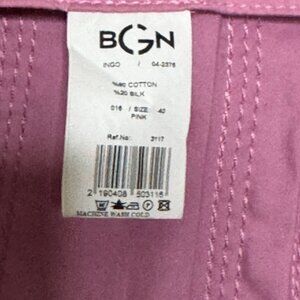 BGN
INGO / 04-2376
%80 COTTON
%20 SILK
016 / SIZE: 40
PINK
Ref.No: 3117
2 190408 503116
MACHINE WASH COLD